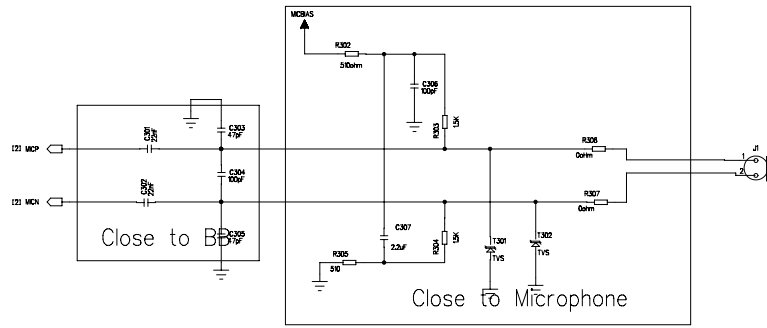 MICBIAS
R302
510ohm
C306
100pF
R303
1.5K
C303
47pF
C301
22nF
[2] MICP
R306
0ohm
J1
1
2
C304
100pF
C302
22nF
[2] MICN
R307
0ohm
C305
47pF
Close to BB
C307
2.2uF
R304
1.5K
R305
510
T301
TVS
T302
TVS
Close to Microphone